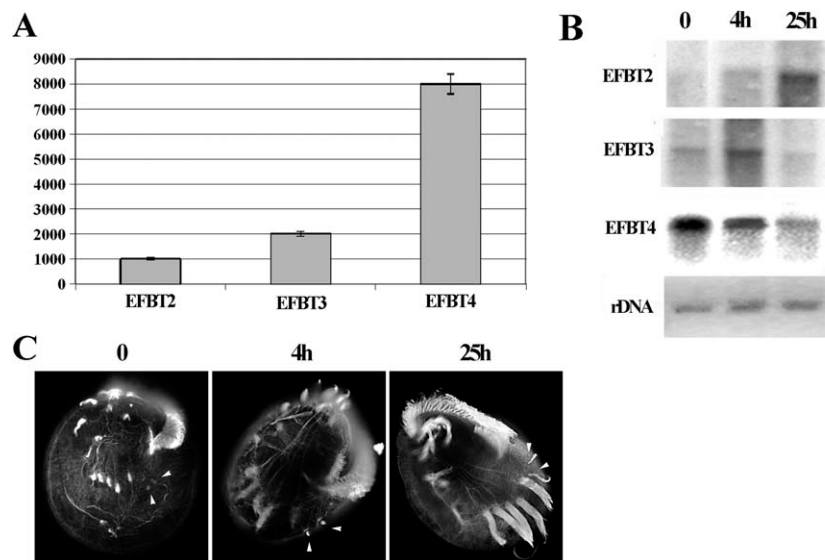 A
9000
8000
7000
6000
5000
4000
3000
2000
1000
0
EFBT2 EFBT3 EFBT4
B
0 4h 25h
EFBT2
EFBT3
EFBT4
rDNA
C
0 4h 25h